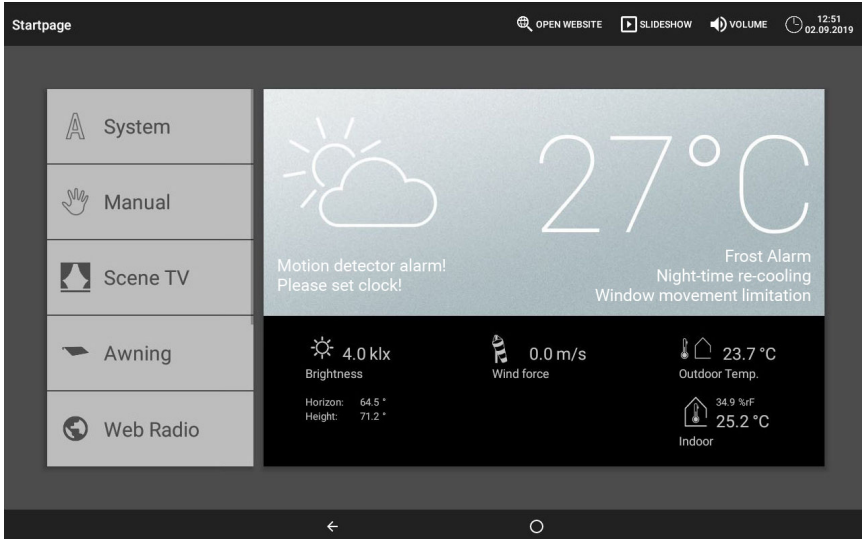 Startpage
OPEN WEBSITE
SLIDESHOW
VOLUME
12:51
02.09.2019
System
Manual
Scene TV
Awning
Web Radio
27°C
Motion detector alarm!
Please set clock!
Frost Alarm
Night-time re-cooling
Window movement limitation
4.0 klx
Brightness
Horizon: 64.5 °
Height: 71.2 °
0.0 m/s
Wind force
23.7 °C
Outdoor Temp.
34.9 %rF
25.2 °C
Indoor